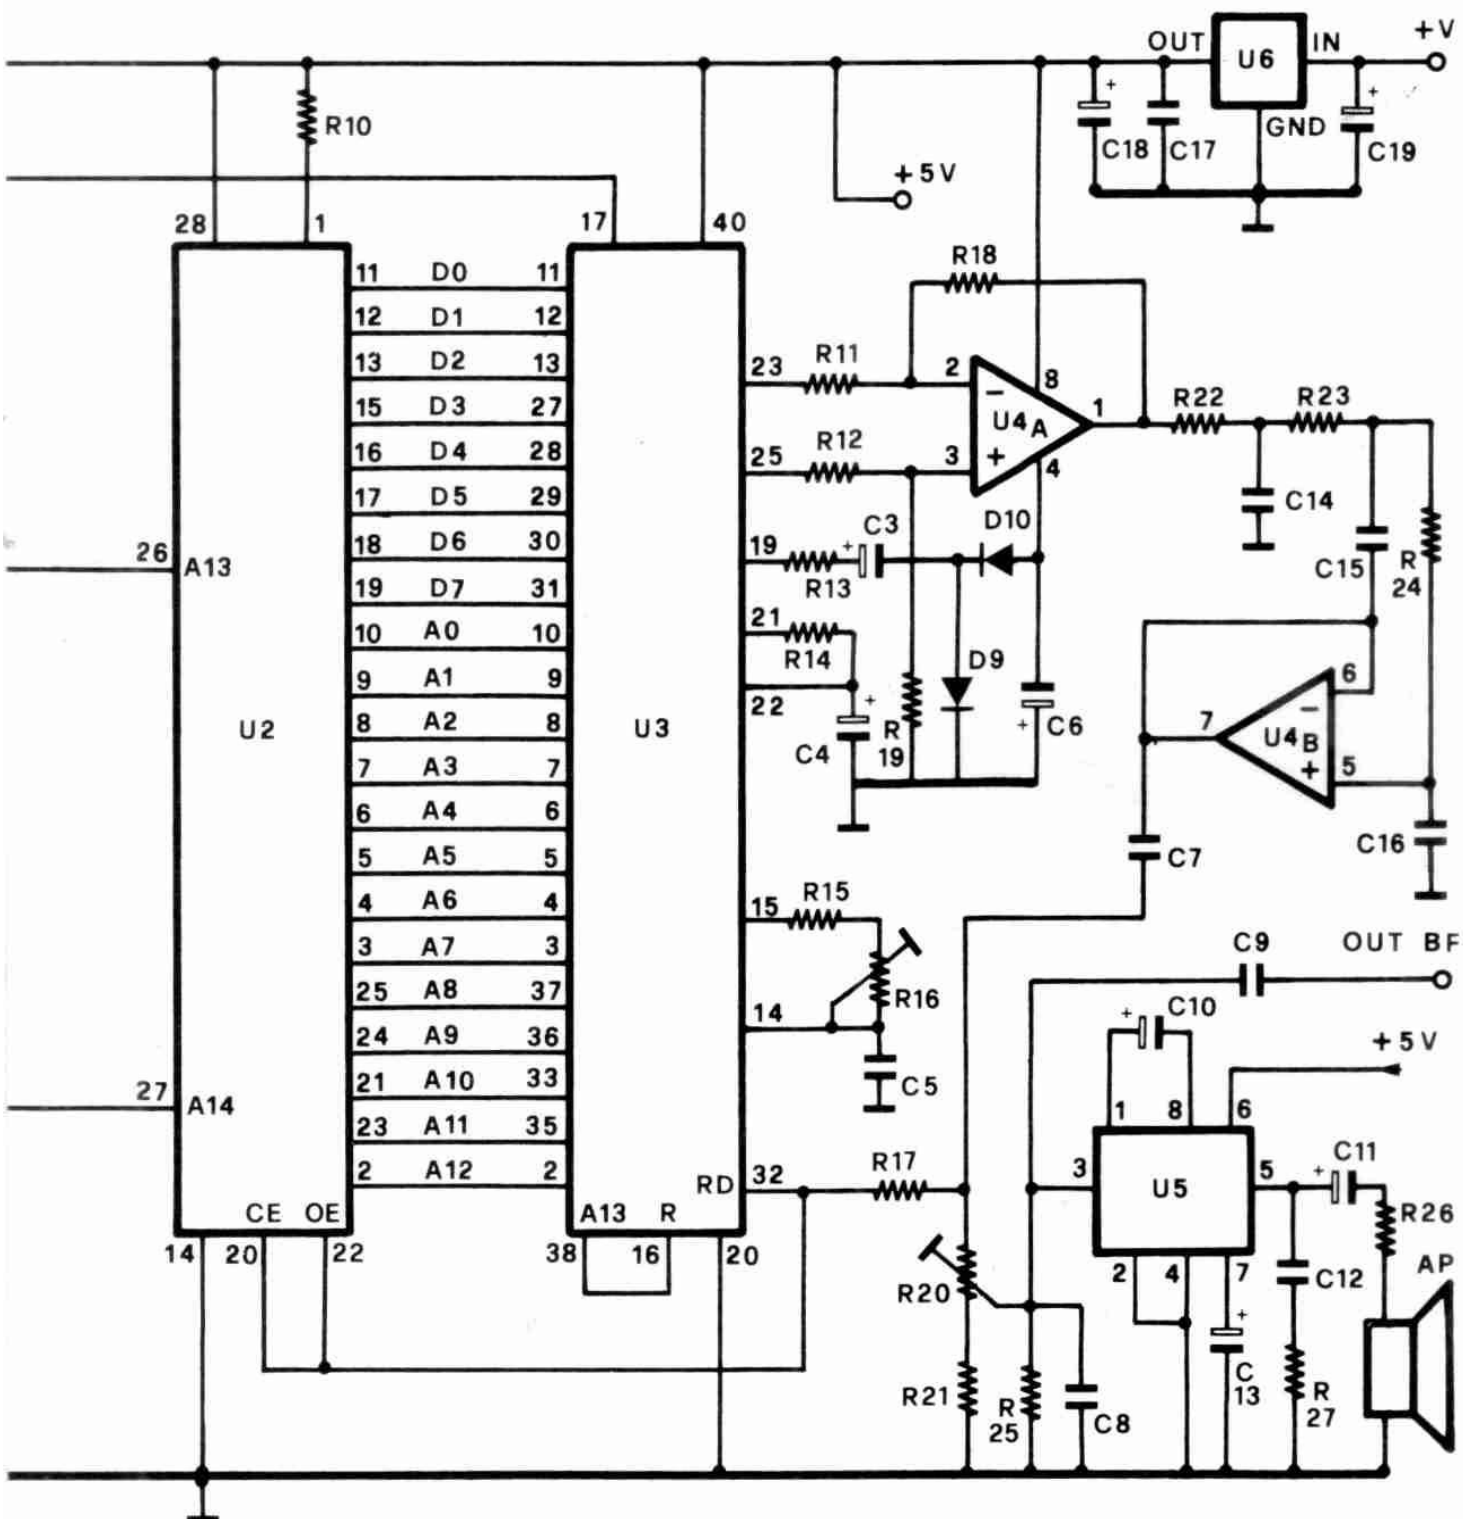 +V
OUT U6 IN
R10
GND
C18 C17 C19
+5V
28 1 17 40
R18
11 D0 11
12 D1 12
13 D2 13
15 D3 27
16 D4 28
17 D5 29
18 D6 30
19 D7 31
10 A0 10
9 A1 9
8 A2 8
7 A3 7
6 A4 6
5 A5 5
4 A6 4
3 A7 3
25 A8 37
24 A9 36
21 A10 33
23 A11 35
2 A12 2
26 A13
27 A14
U2
U3
CE OE
14 20 22
A13 R
38 16 20
RD 32
23 R11 2 − 8
U4A 1
25 R12 3 + 4
R22 R23
C14
C15
R
24
19 R13 + C3 D10
21 R14
22
+
C4
R
19
D9
+ C6
6 −
7 U4B
+ 5
C7
C16
15 R15
R16
14
C5
C9 OUT BF
+ C10
+5V
1 8 6
3 U5 5
2 4 7
+ C11
R26
AP
C12
R17
R20
R21
R
25
C8
+
C
13
R
27